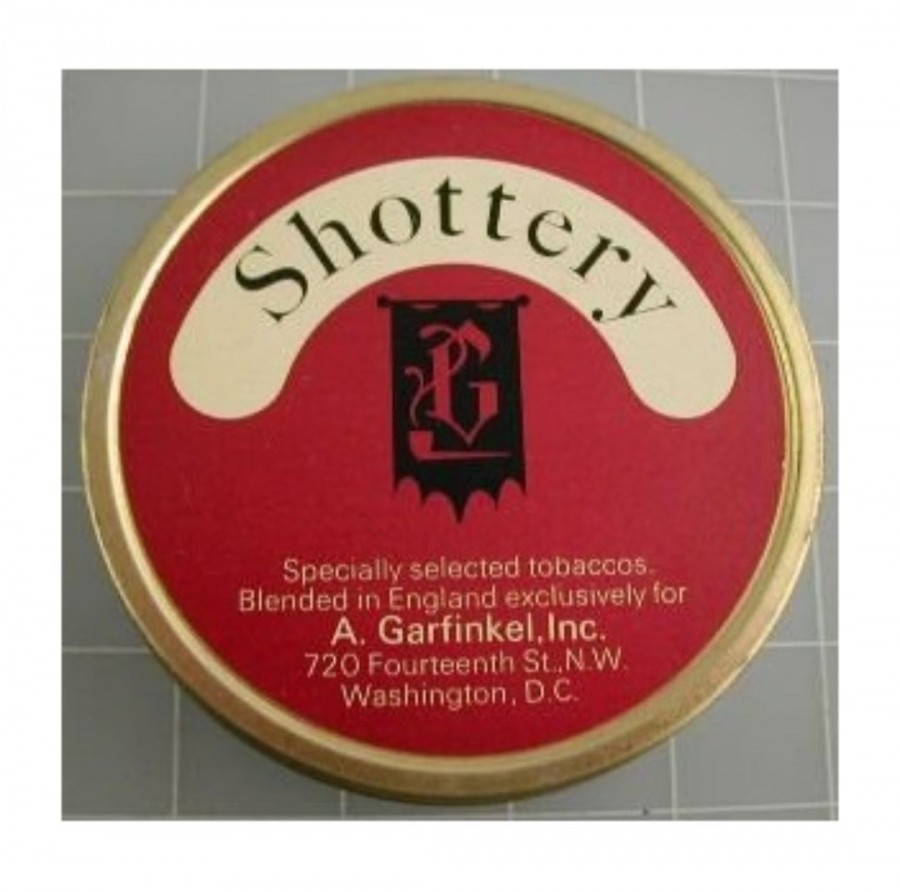 Shottery
G
Specially selected tobaccos.
Blended in England exclusively for
A. Garfinkel, Inc.
720 Fourteenth St., N.W.
Washington, D.C.